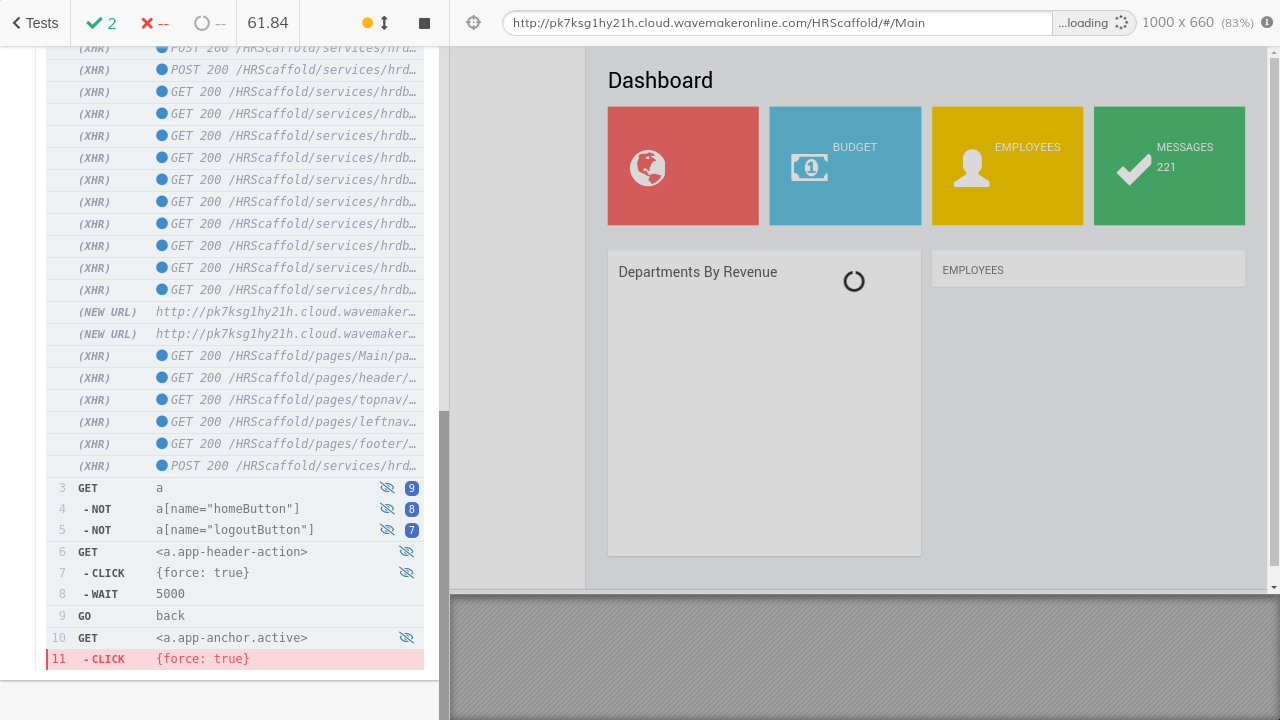 Tests 2 -- -- 61.84
http://pk7ksg1hy21h.cloud.wavemakeronline.com/HRScaffold/#/Main ...loading 1000 x 660 (83%)
(XHR) POST 200 /HRScaffold/services/hrd…
(XHR) POST 200 /HRScaffold/services/hrd…
(XHR) GET 200 /HRScaffold/services/hrdb…
(XHR) GET 200 /HRScaffold/services/hrdb…
(XHR) GET 200 /HRScaffold/services/hrdb…
(XHR) GET 200 /HRScaffold/services/hrdb…
(XHR) GET 200 /HRScaffold/services/hrdb…
(XHR) GET 200 /HRScaffold/services/hrdb…
(XHR) GET 200 /HRScaffold/services/hrdb…
(XHR) GET 200 /HRScaffold/services/hrdb…
(XHR) GET 200 /HRScaffold/services/hrdb…
(XHR) GET 200 /HRScaffold/services/hrdb…
(NEW URL) http://pk7ksg1hy21h.cloud.wavemaker…
(NEW URL) http://pk7ksg1hy21h.cloud.wavemaker…
(XHR) GET 200 /HRScaffold/pages/Main/pa…
(XHR) GET 200 /HRScaffold/pages/header/…
(XHR) GET 200 /HRScaffold/pages/topnav/…
(XHR) GET 200 /HRScaffold/pages/leftnav…
(XHR) GET 200 /HRScaffold/pages/footer/…
(XHR) POST 200 /HRScaffold/services/hrd…
3 GET a 9
4 -NOT a[name="homeButton"] 8
5 -NOT a[name="logoutButton"] 7
6 GET <a.app-header-action>
7 -CLICK {force: true}
8 -WAIT 5000
9 GO back
10 GET <a.app-anchor.active>
11 -CLICK {force: true}
Dashboard
BUDGET
1
EMPLOYEES
MESSAGES
221
Departments By Revenue
EMPLOYEES